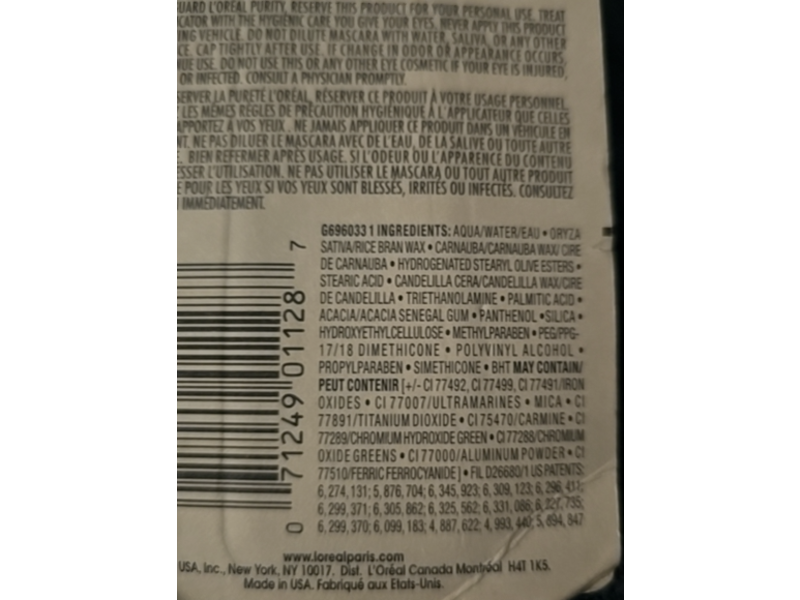 UARD L'ORÉAL PURITY, RESERVE THIS PRODUCT FOR YOUR PERSONAL USE. TREAT
CATOR WITH THE HYGIENIC CARE YOU GIVE YOUR EYES. NEVER APPLY THIS PRODUCT
ING VEHICLE. DO NOT DILUTE MASCARA WITH WATER, SALIVA, OR ANY OTHER
CE. CAP TIGHTLY AFTER USE. IF CHANGE IN ODOR OR APPEARANCE OCCURS,
NUE USE. DO NOT USE THIS OR ANY OTHER EYE COSMETIC IF YOUR EYE IS INJURED,
OR INFECTED. CONSULT A PHYSICIAN PROMPTLY.
SERVER LA PURETÉ L'ORÉAL, RÉSERVER CE PRODUIT À VOTRE USAGE PERSONNEL.
LES MÊMES RÈGLES DE PRÉCAUTION HYGIÉNIQUE À L'APPLICATEUR QUE CELLES
APPORTEZ À VOS YEUX. NE JAMAIS APPLIQUER CE PRODUIT DANS UN VÉHICULE EN
NT. NE PAS DILUER LE MASCARA AVEC DE L'EAU, DE LA SALIVE OU TOUTE AUTRE
. BIEN REFERMER APRÈS USAGE. SI L'ODEUR OU L'APPARENCE DU CONTENU
SSER L'UTILISATION. NE PAS UTILISER LE MASCARA OU TOUT AUTRE PRODUIT
E POUR LES YEUX SI VOS YEUX SONT BLESSÉS, IRRITÉS OU INFECTÉS. CONSULTEZ
IMMÉDIATEMENT.
G696033 1 INGREDIENTS: AQUA/WATER/EAU • ORYZA
SATIVA/RICE BRAN WAX • CARNAUBA/CARNAUBA WAX/ CIRE
DE CARNAUBA • HYDROGENATED STEARYL OLIVE ESTERS •
STEARIC ACID • CANDELILLA CERA/CANDELILLA WAX/CIRE
DE CANDELILLA • TRIETHANOLAMINE • PALMITIC ACID •
ACACIA/ACACIA SENEGAL GUM • PANTHENOL • SILICA •
HYDROXYETHYLCELLULOSE • METHYLPARABEN • PEG/PPG-
17/18 DIMETHICONE • POLYVINYL ALCOHOL •
PROPYLPARABEN • SIMETHICONE • BHT MAY CONTAIN/
PEUT CONTENIR [+/- CI 77492, CI 77499, CI 77491/IRON
OXIDES • CI 77007/ULTRAMARINES • MICA • CI
77891/TITANIUM DIOXIDE • CI 75470/CARMINE • CI
77289/CHROMIUM HYDROXIDE GREEN • CI 77288/CHROMIUM
OXIDE GREENS • CI 77000/ALUMINUM POWDER • CI
77510/FERRIC FERROCYANIDE] • FIL D26680/1 US PATENTS:
6, 274, 131; 5, 876, 704; 6, 345, 923; 6, 309, 123; 6, 296,
6, 299, 371; 6, 305, 862; 6, 325, 562; 6, 331, 086; 6,
6, 299, 370; 6, 099, 183; 4, 887, 622; 4, 993, 5, 894, 847
0 71249 01128 7
www.lorealparis.com
USA, Inc., New York, NY 10017. Dist. L'Oréal Canada Montréal H4T 1K5.
Made in USA. Fabriqué aux Etats-Unis.